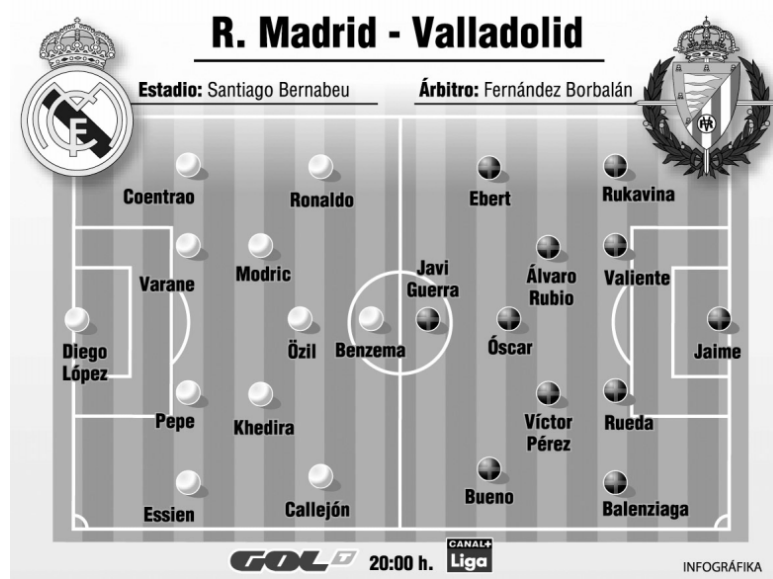 R. Madrid - Valladolid
Estadio: Santiago Bernabeu
Árbitro: Fernández Borbalán
Coentrao
Ronaldo
Ebert
Rukavina
Varane
Modric
Javi
Guerra
Álvaro
Rubio
Valiente
Diego
López
Özil
Benzema
Óscar
Jaime
Pepe
Khedira
Víctor
Pérez
Rueda
Essien
Callejón
Bueno
Balenziaga
GOL T
20:00 h.
CANAL+
Liga
INFOGRÁFIKA